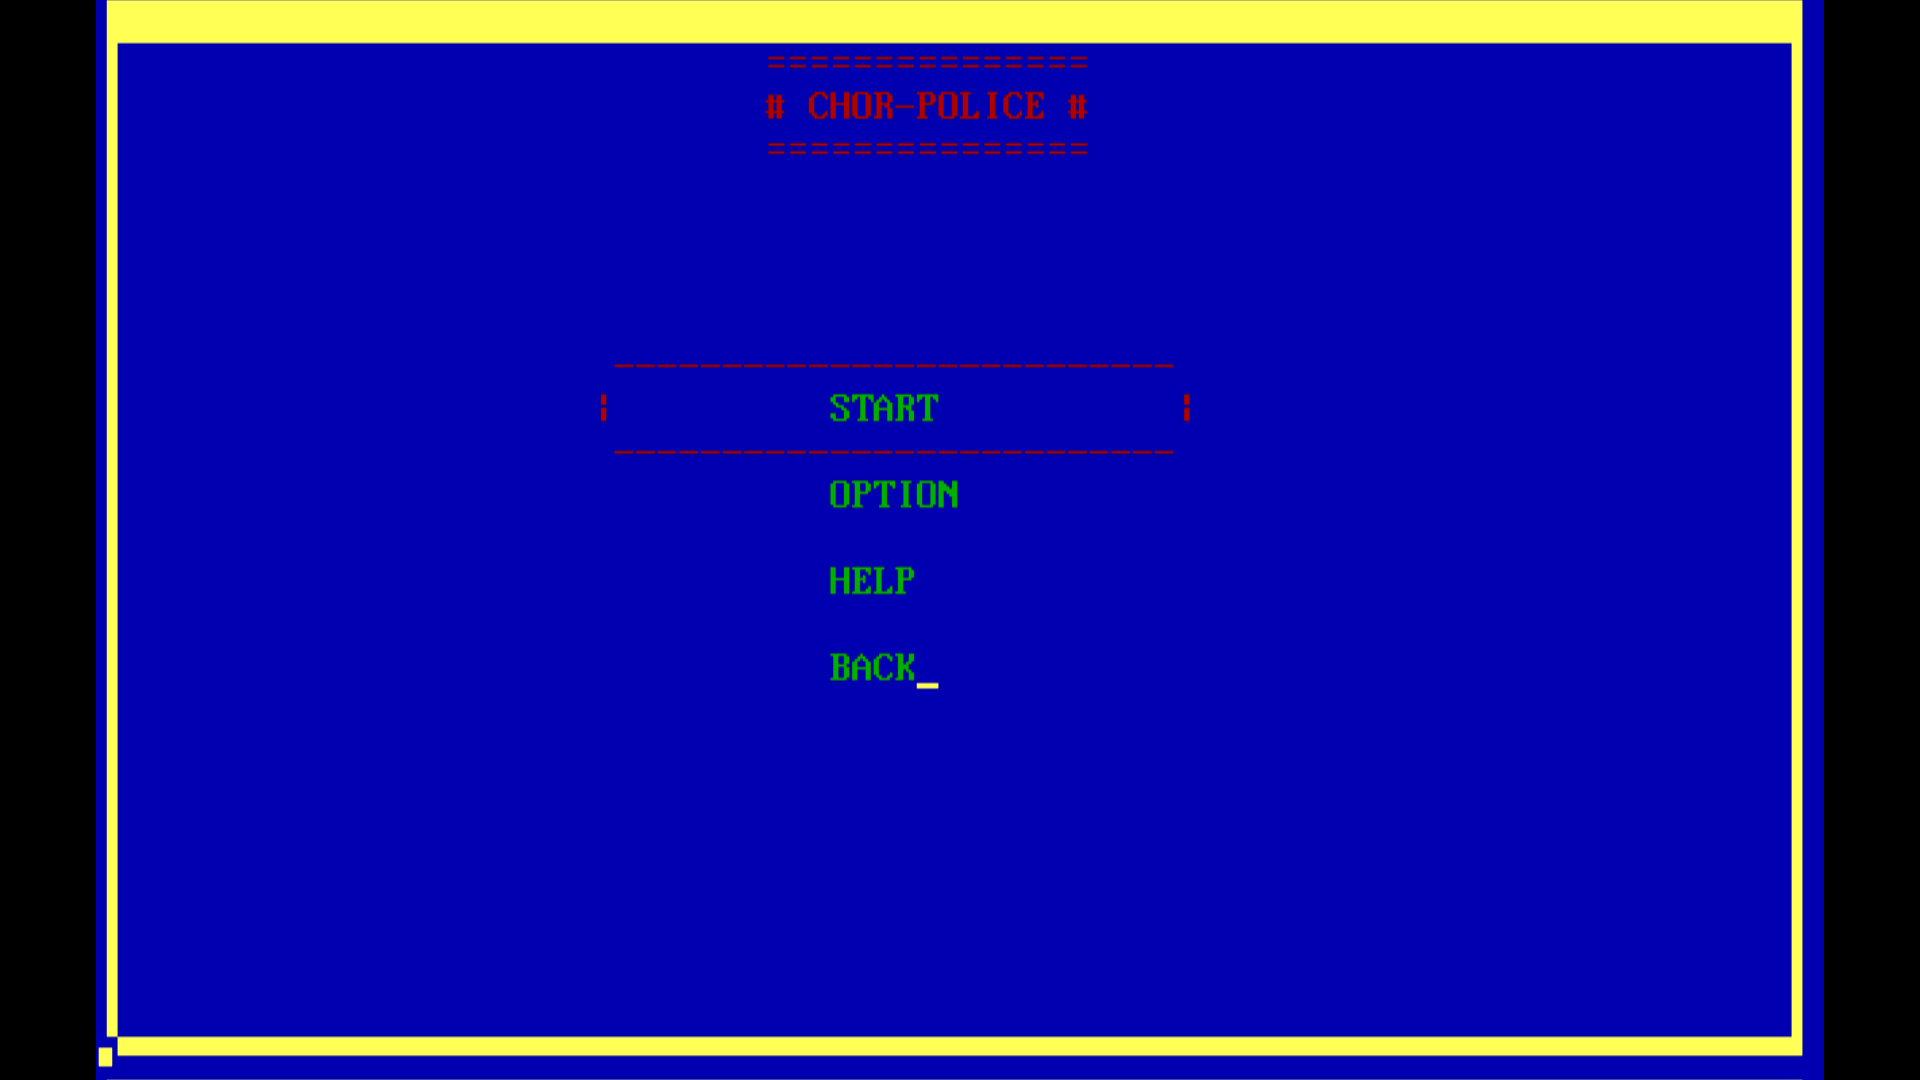 ===============
# CHOR-POLICE #
===============
--------------------------
¦ START ¦
--------------------------
OPTION
HELP
BACK_